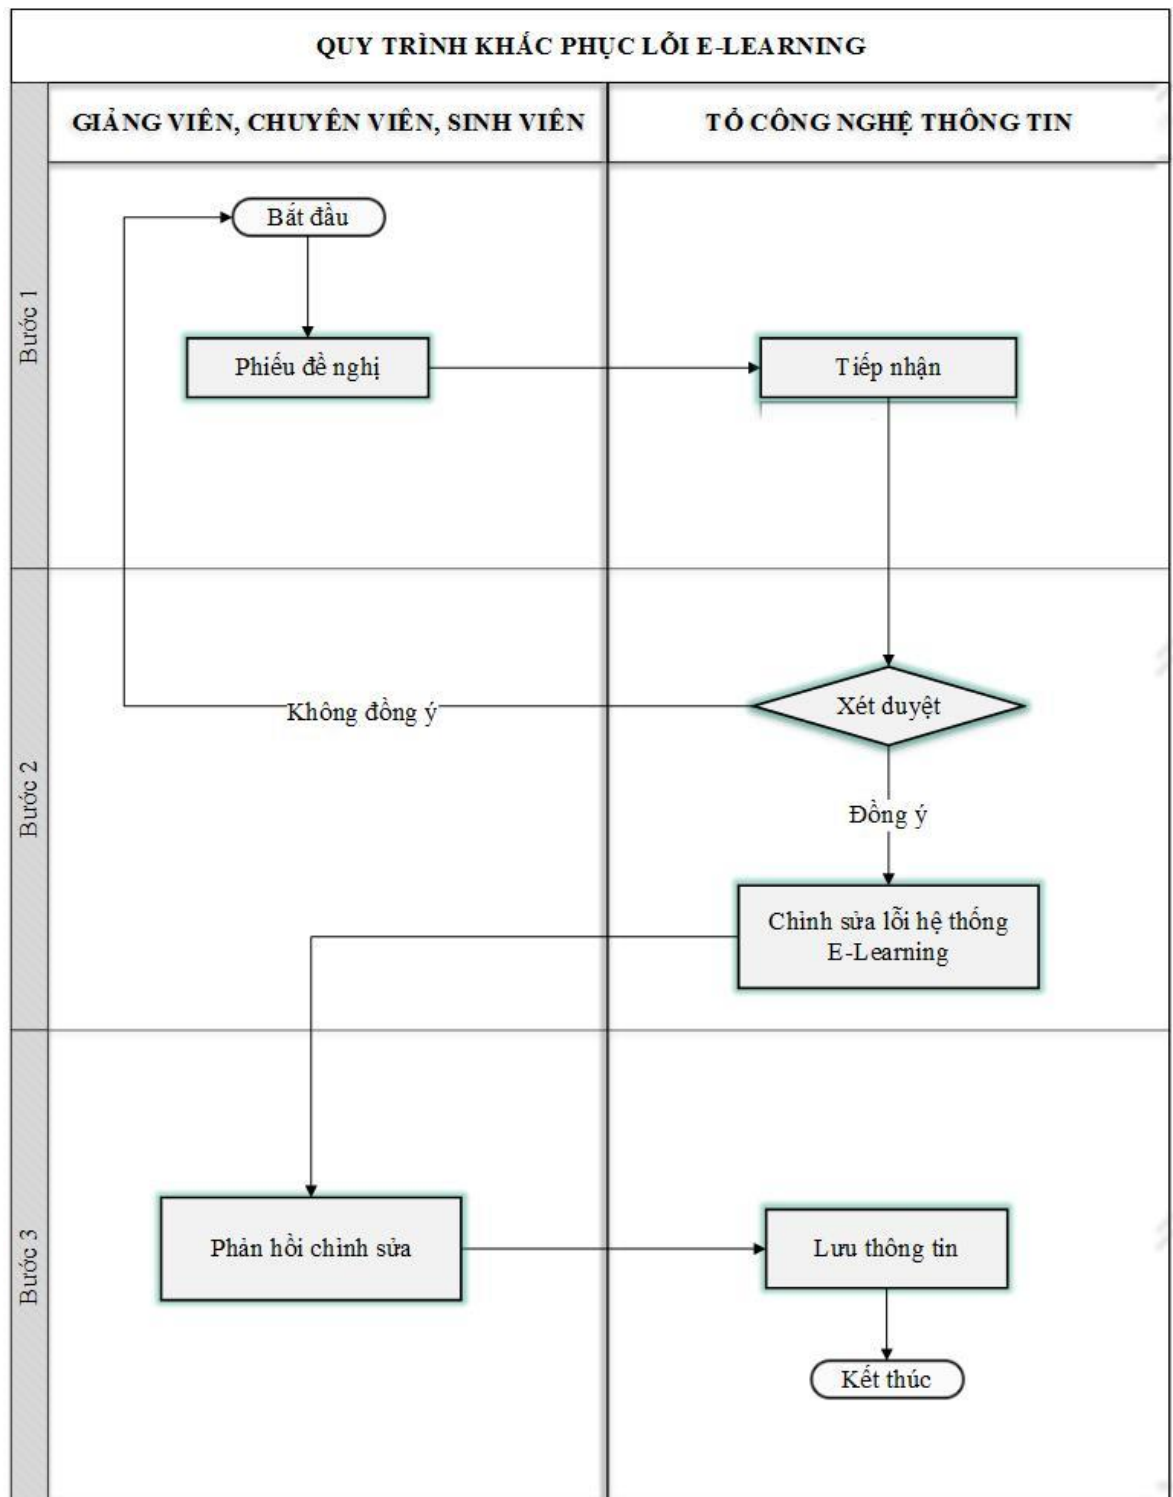 QUY TRÌNH KHẮC PHỤC LỖI E-LEARNING
GIẢNG VIÊN, CHUYÊN VIÊN, SINH VIÊN
TỔ CÔNG NGHỆ THÔNG TIN
Bước 1
Bắt đầu
Phiếu đề nghị
Tiếp nhận
Bước 2
Xét duyệt
Không đồng ý
Đồng ý
Chỉnh sửa lỗi hệ thống
E-Learning
Bước 3
Phản hồi chỉnh sửa
Lưu thông tin
Kết thúc